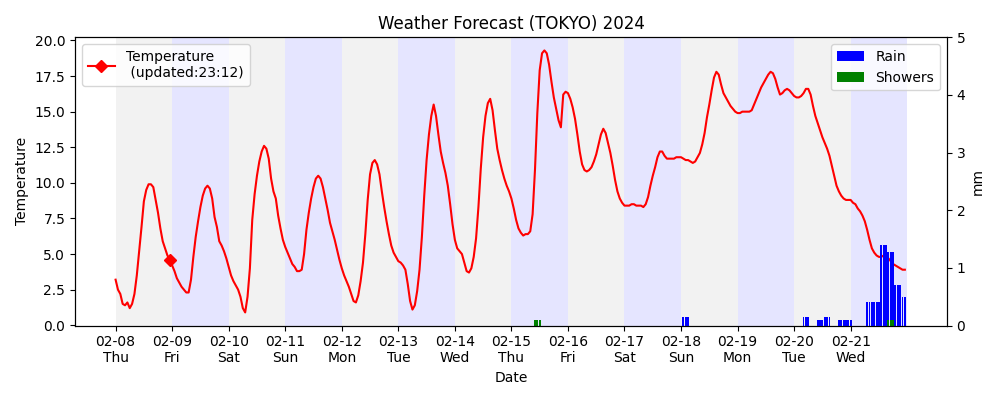 Weather Forecast (TOKYO) 2024
Temperature
(updated:23:12)
Rain
Showers
Temperature
20.0
17.5
15.0
12.5
10.0
7.5
5.0
2.5
0.0
5
4
3
2
1
0
mm
02-08 02-09 02-10 02-11 02-12 02-13 02-14 02-15 02-16 02-17 02-18 02-19 02-20 02-21
Thu Fri Sat Sun Mon Tue Wed Thu Fri Sat Sun Mon Tue Wed
Date